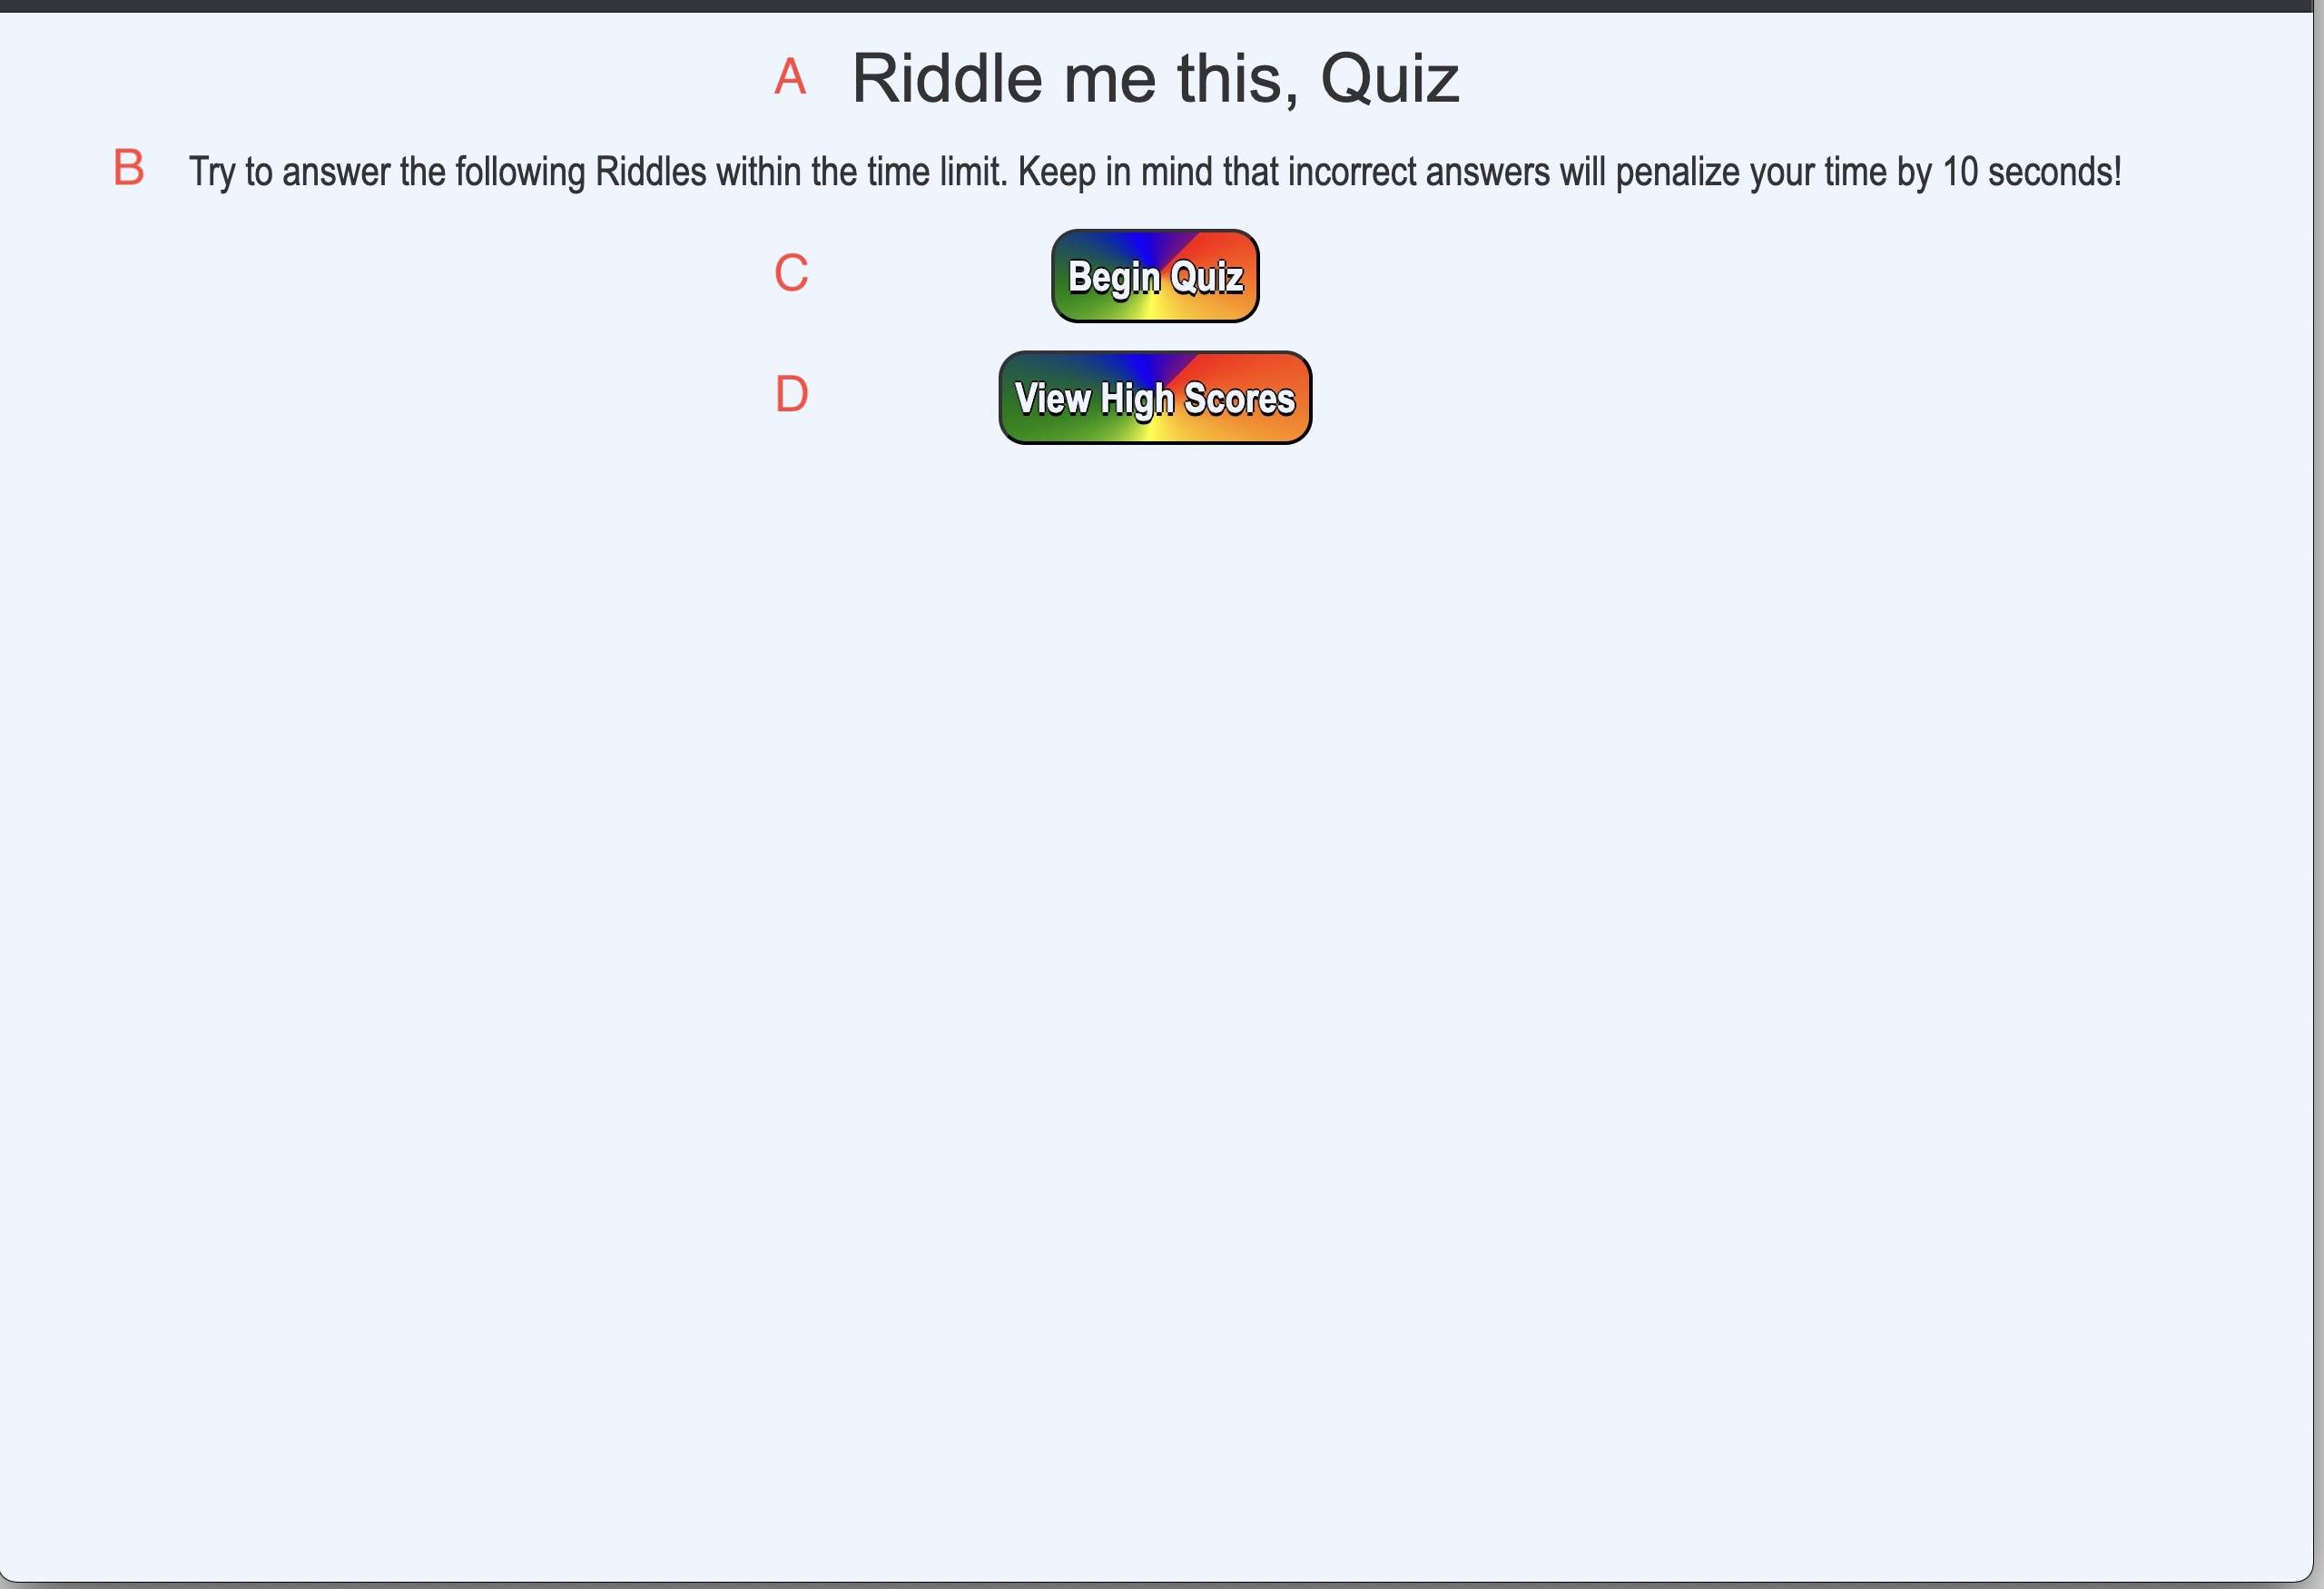 A Riddle me this, Quiz
B Try to answer the following Riddles within the time limit. Keep in mind that incorrect answers will penalize your time by 10 seconds!
C Begin Quiz
D View High Scores